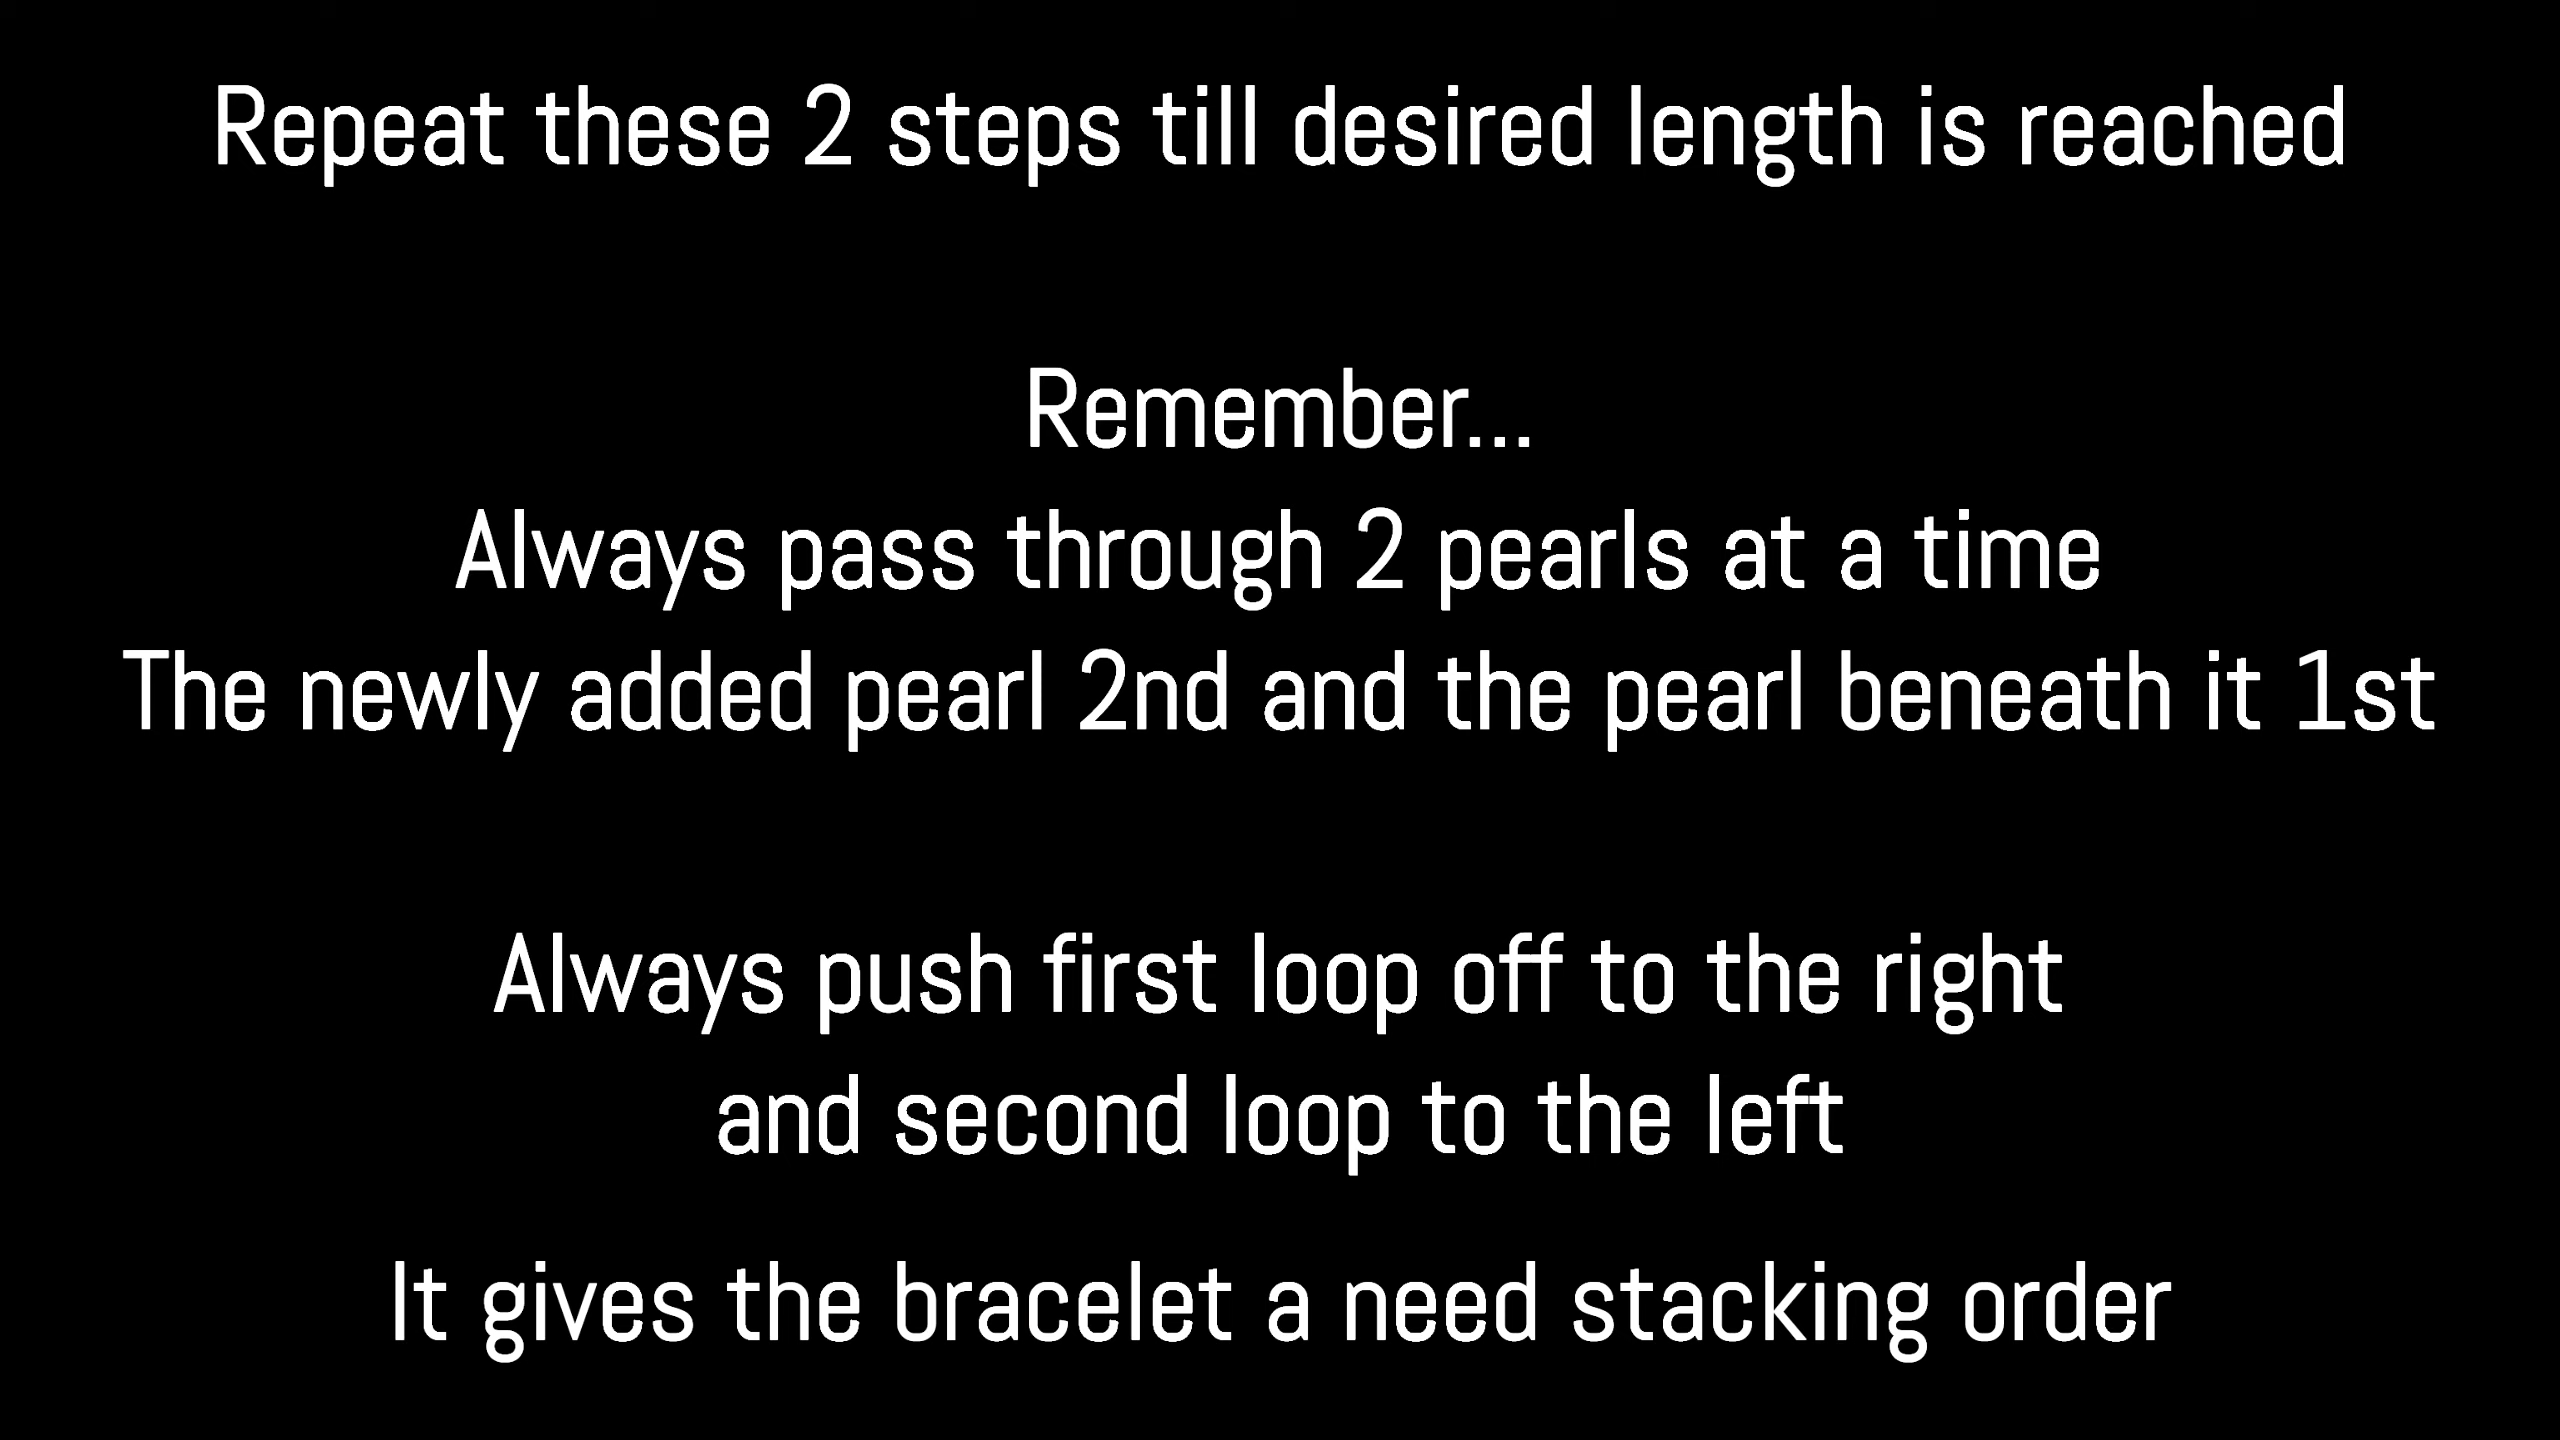 Repeat these 2 steps till desired length is reached
Remember...
Always pass through 2 pearls at a time
The newly added pearl 2nd and the pearl beneath it 1st
Always push first loop off to the right
and second loop to the left
It gives the bracelet a need stacking order